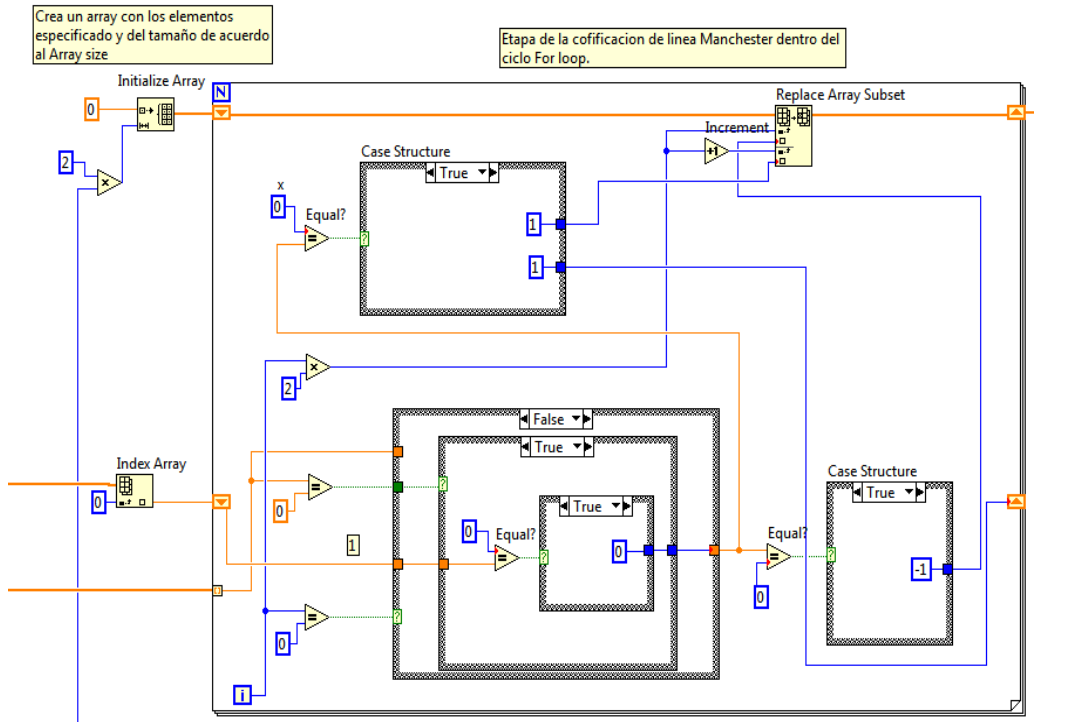 Crea un array con los elementos
especificado y del tamaño de acuerdo
al Array size
Etapa de la cofificacion de linea Manchester dentro del
ciclo For loop.
Initialize Array
N
0
Replace Array Subset
Increment
+1
2
x
Case Structure
True
x
0
Equal?
=
?
1
1
x
2
False
True
Index Array
0
=
0
?
True
1
0
Equal?
=
?
0
Case Structure
True
Equal?
=
0
?
-1
=
0
?
i